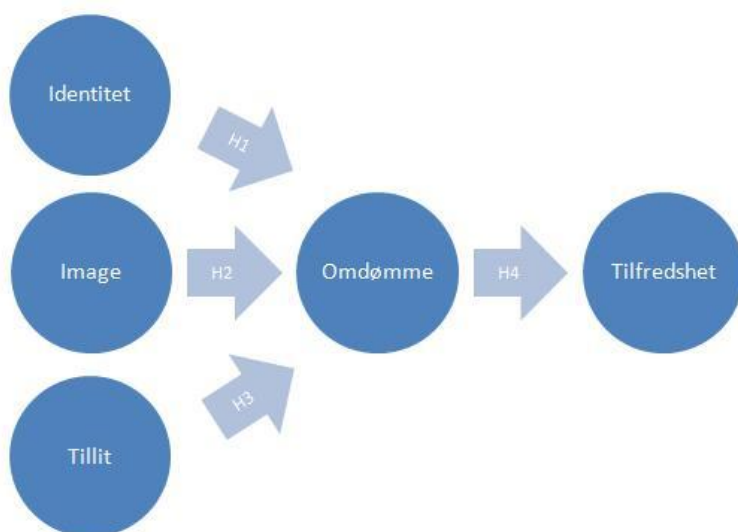 Identitet
H1
Image
H2
Omdømme
H4
Tilfredshet
H3
Tillit